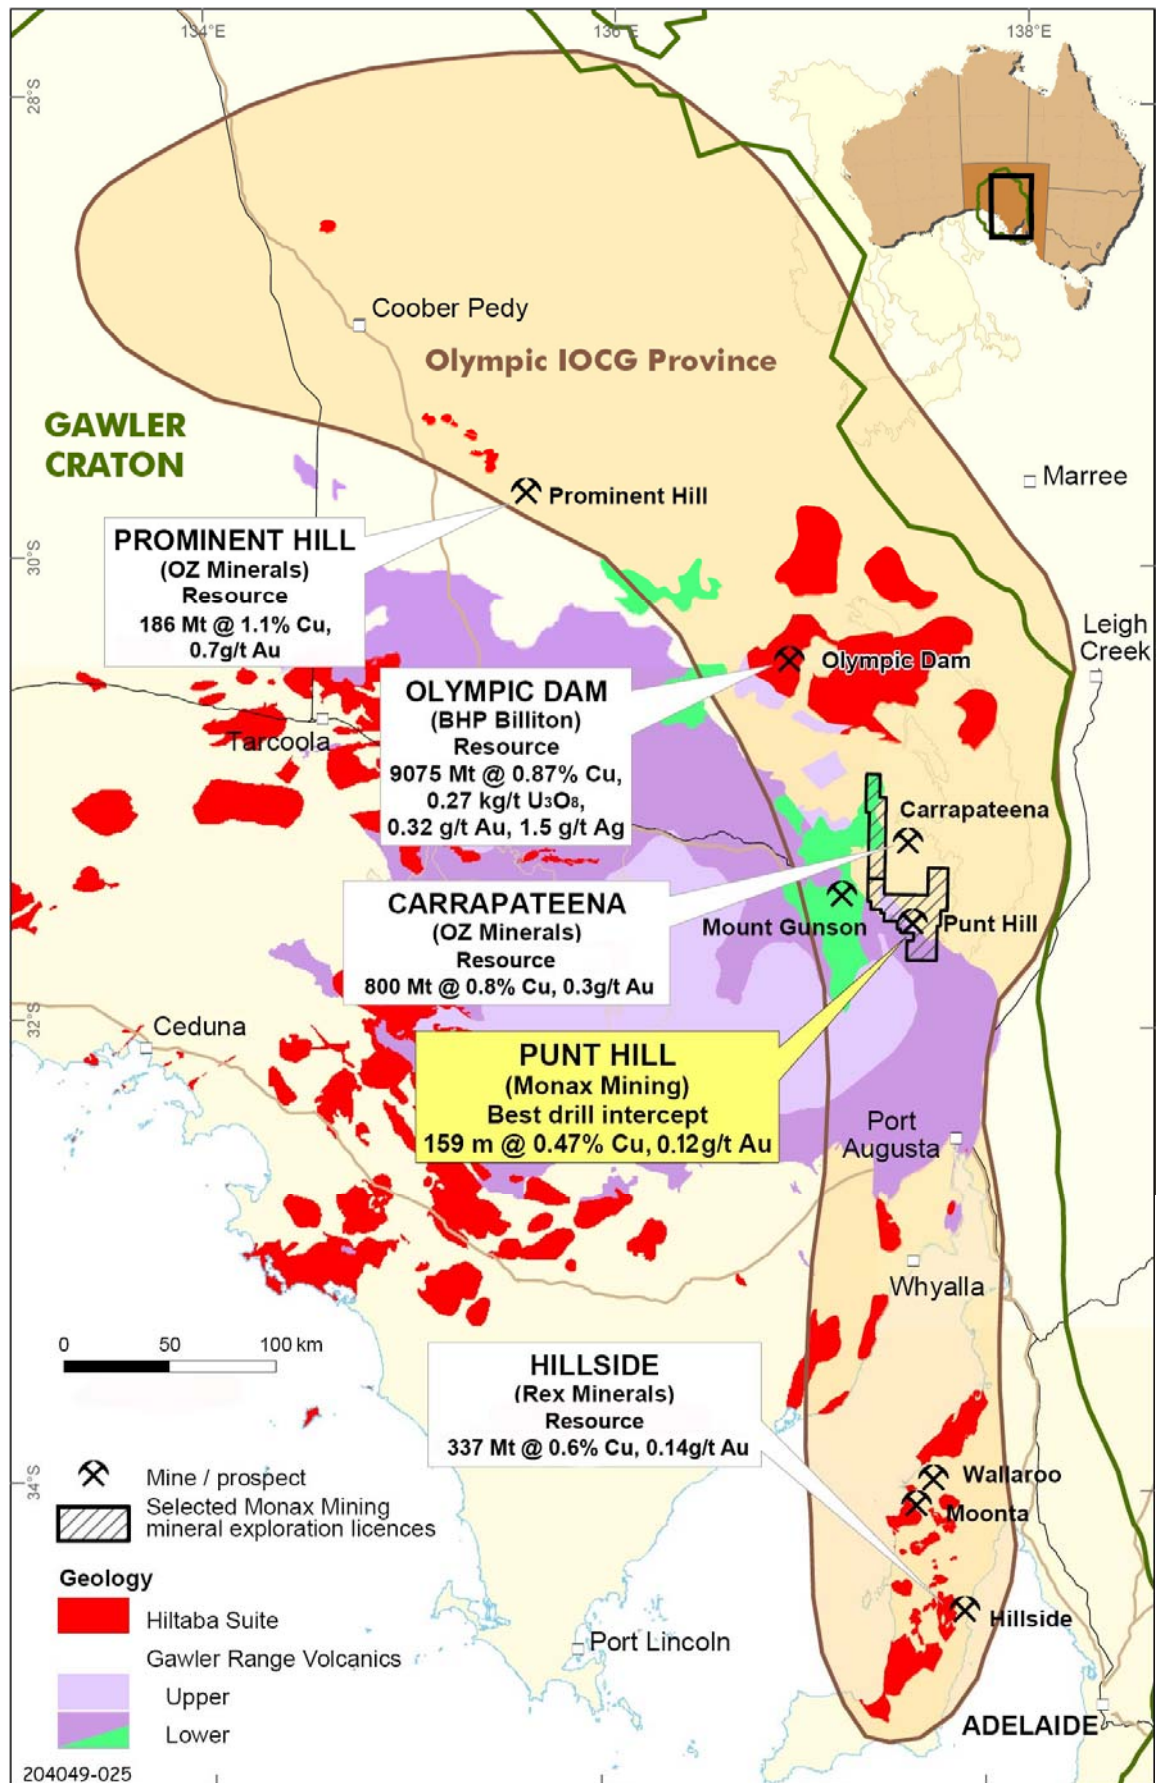 134°E
136°E
138°E
28°S
Coober Pedy
Olympic IOCG Province
GAWLER
CRATON
Marree
Prominent Hill
PROMINENT HILL
(OZ Minerals)
Resource
186 Mt @ 1.1% Cu,
0.7g/t Au
30°S
Leigh
Creek
Olympic Dam
OLYMPIC DAM
(BHP Billiton)
Resource
9075 Mt @ 0.87% Cu,
0.27 kg/t U3O8,
0.32 g/t Au, 1.5 g/t Ag
Tarcoola
Carrapateena
CARRAPATEENA
(OZ Minerals)
Resource
800 Mt @ 0.8% Cu, 0.3g/t Au
Mount Gunson
Punt Hill
32°S
Ceduna
PUNT HILL
(Monax Mining)
Best drill intercept
159 m @ 0.47% Cu, 0.12g/t Au
Port
Augusta
Whyalla
0 50 100 km
HILLSIDE
(Rex Minerals)
Resource
337 Mt @ 0.6% Cu, 0.14g/t Au
34°S
Wallaroo
Moonta
Hillside
Port Lincoln
ADELAIDE
Mine / prospect
Selected Monax Mining
mineral exploration licences
Geology
Hiltaba Suite
Gawler Range Volcanics
Upper
Lower
204049-025